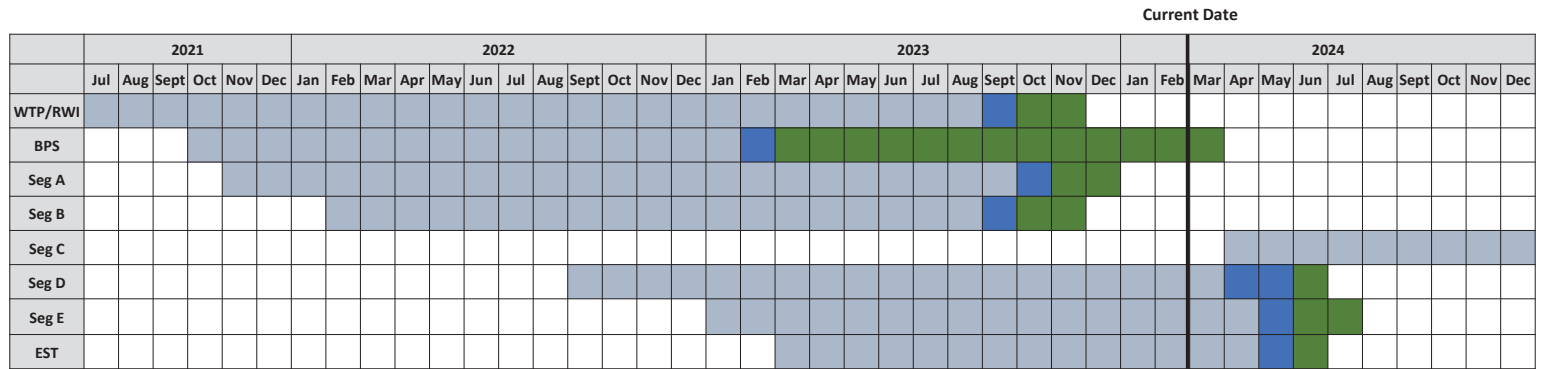 Current Date
2021 2022 2023 2024
Jul Aug Sept Oct Nov Dec Jan Feb Mar Apr May Jun Jul Aug Sept Oct Nov Dec Jan Feb Mar Apr May Jun Jul Aug Sept Oct Nov Dec Jan Feb Mar Apr May Jun Jul Aug Sept Oct Nov Dec
WTP/RWI
BPS
Seg A
Seg B
Seg C
Seg D
Seg E
EST